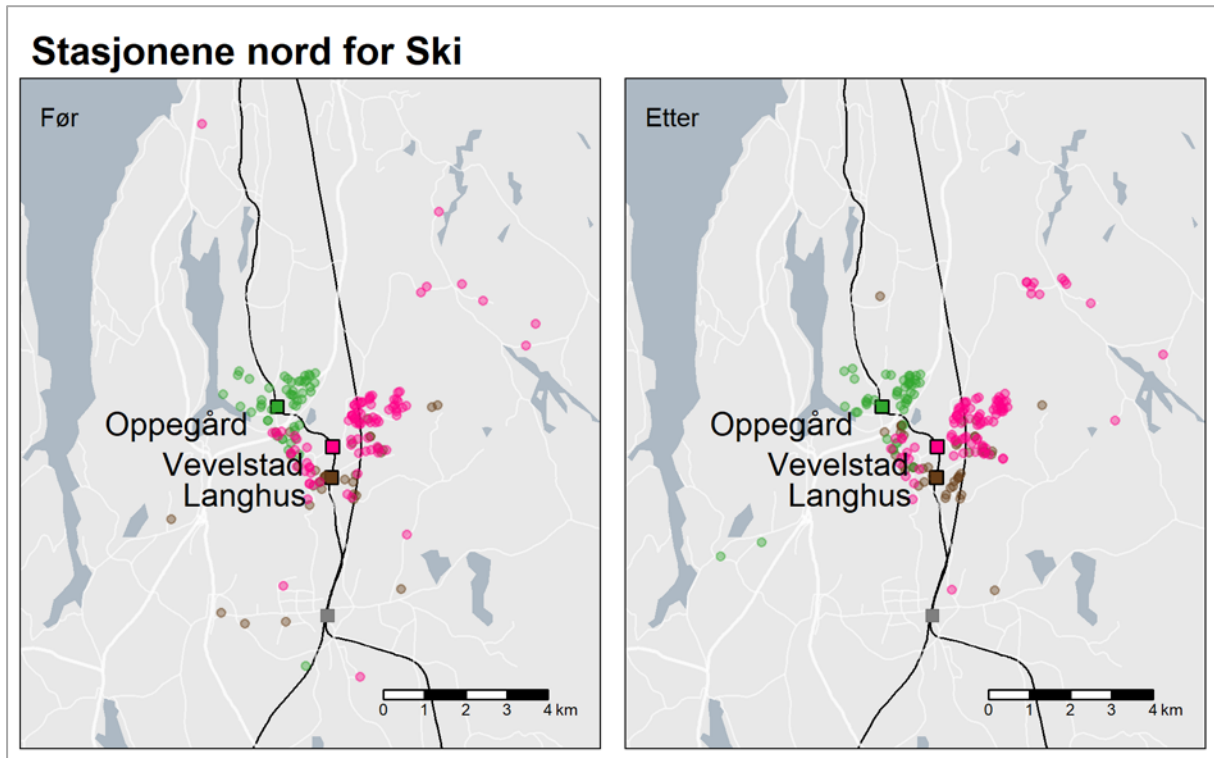 Stasjonene nord for Ski
Før
Oppegård
Vevelstad
Langhus
0 1 2 3 4 km
Etter
Oppegård
Vevelstad
Langhus
0 1 2 3 4 km